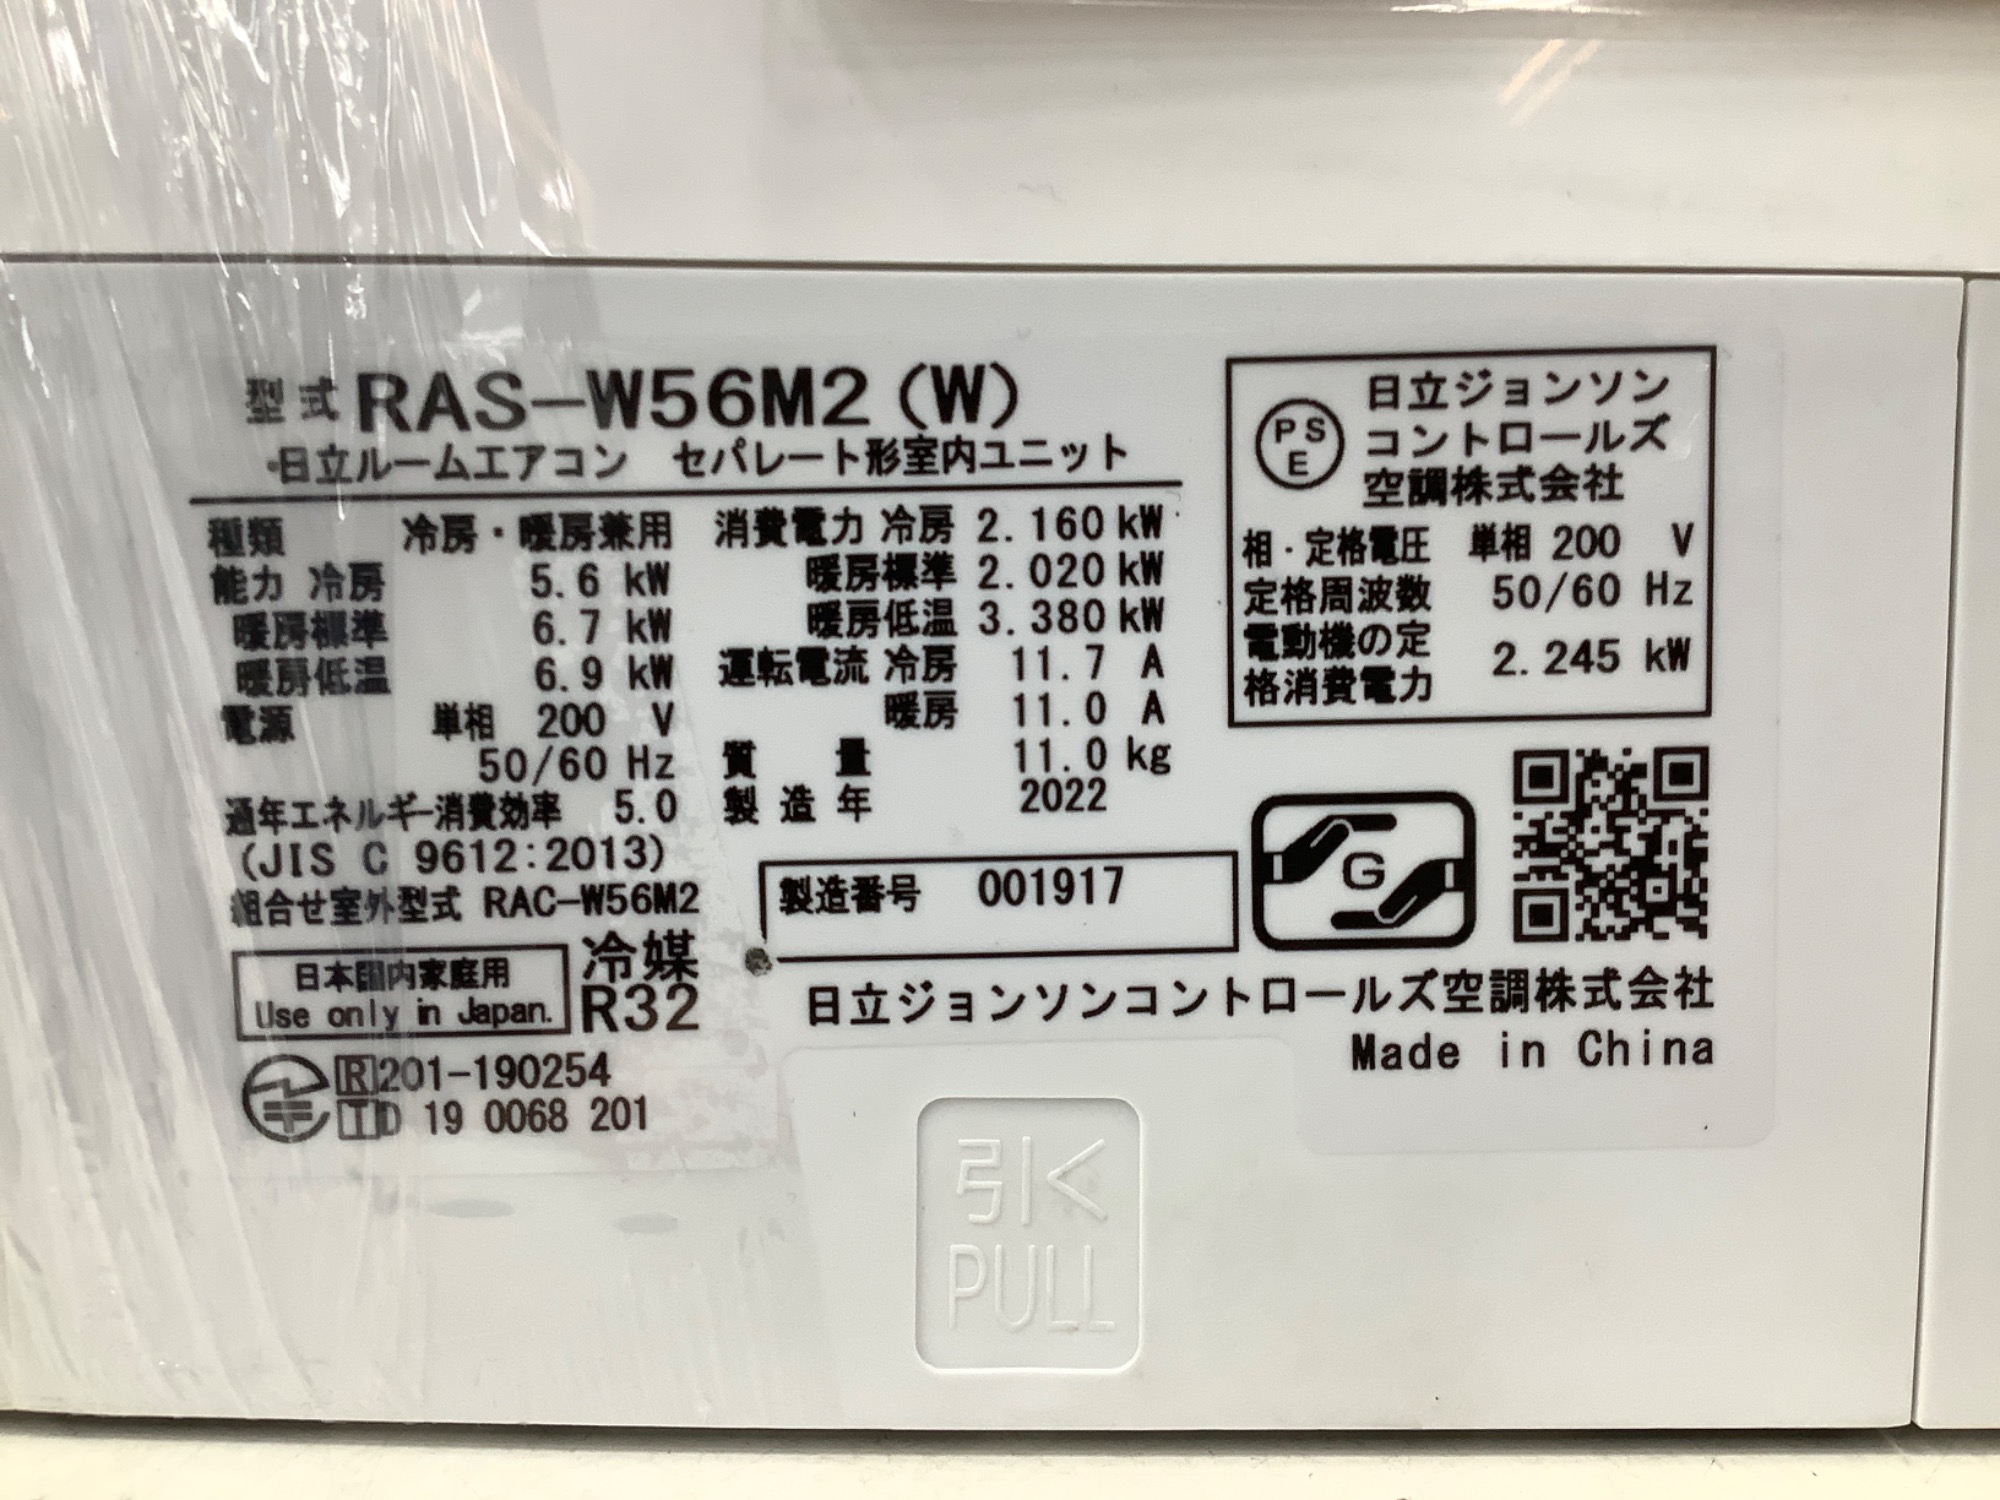 型式 RAS-W56M2(W)
日立ルームエアコン セパレート形室内ユニット
種類 冷房・暖房兼用
能力 冷房 5.6 kW
暖房標準 6.7 kW
暖房低温 6.9 kW
電源 単相 200 V
50/60 Hz
通年エネルギー消費効率 5.0
(JIS C 9612:2013)
組合せ室外型式 RAC-W56M2
日本国内家庭用
Use only in Japan.
冷媒
R32
R 201-190254
T D 19 0068 201
消費電力 冷房 2.160 kW
暖房標準 2.020 kW
暖房低温 3.380 kW
運転電流 冷房 11.7 A
暖房 11.0 A
質量 11.0 kg
製造年 2022
製造番号 001917
PS
E
日立ジョンソン
コントロールズ
空調株式会社
相・定格電圧 単相 200 V
定格周波数 50/60 Hz
電動機の定
格消費電力 2.245 kW
G
日立ジョンソンコントロールズ空調株式会社
Made in China
引く
PULL